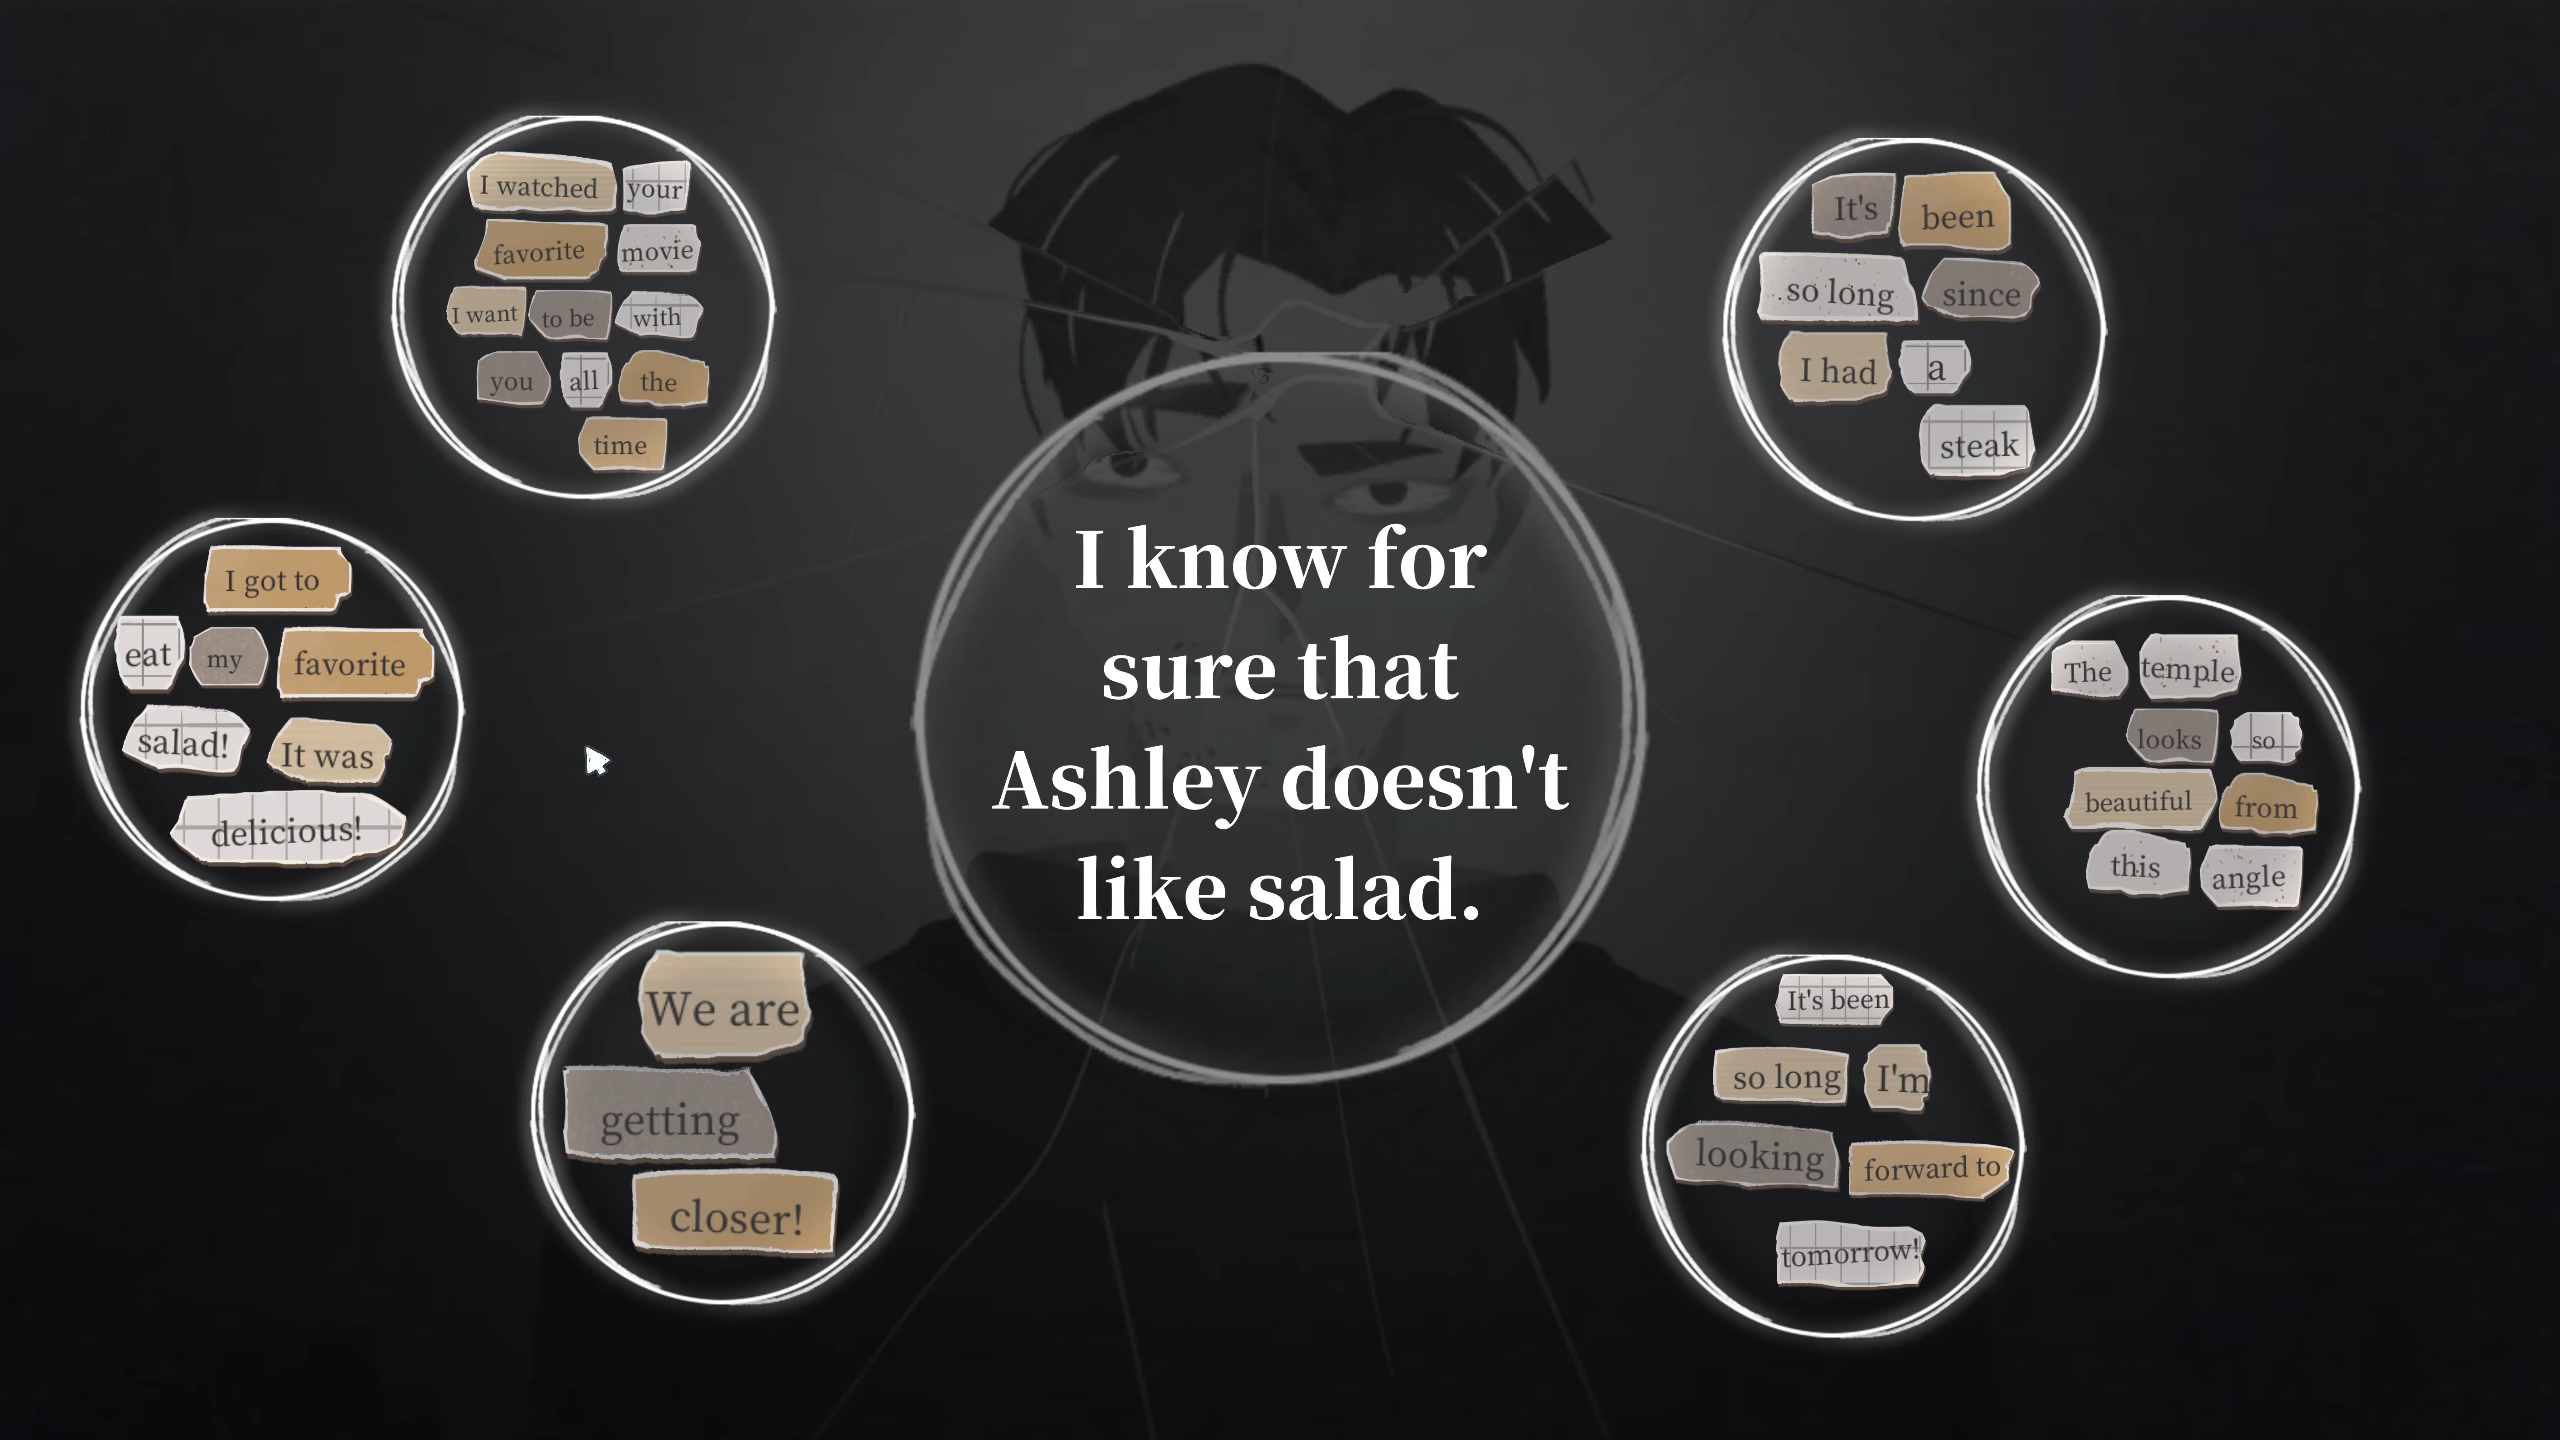 I watched your
favorite movie
I want to be with
you all the
time
It's been
so long since
I had a
steak
I got to
eat my favorite
salad! It was
delicious!
I know for
sure that
Ashley doesn't
like salad.
The temple
looks so
beautiful from
this angle
We are
getting
closer!
It's been
so long I'm
looking forward to
tomorrow!